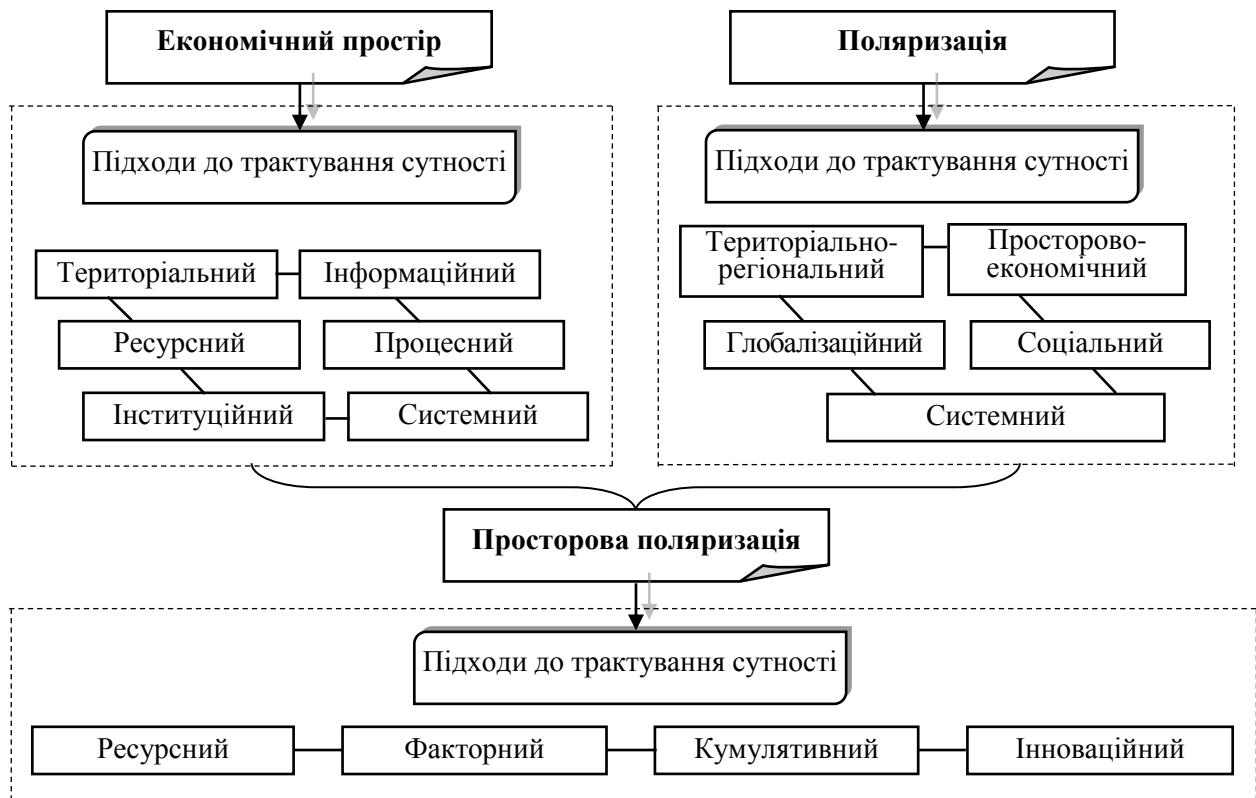 Економічний простір
Поляризація
Підходи до трактування сутності
Підходи до трактування сутності
Територіальний
Інформаційний
Ресурсний
Процесний
Інституційний
Системний
Територіально-
регіональний
Просторово-
економічний
Глобалізаційний
Соціальний
Системний
Просторова поляризація
Підходи до трактування сутності
Ресурсний
Факторний
Кумулятивний
Інноваційний